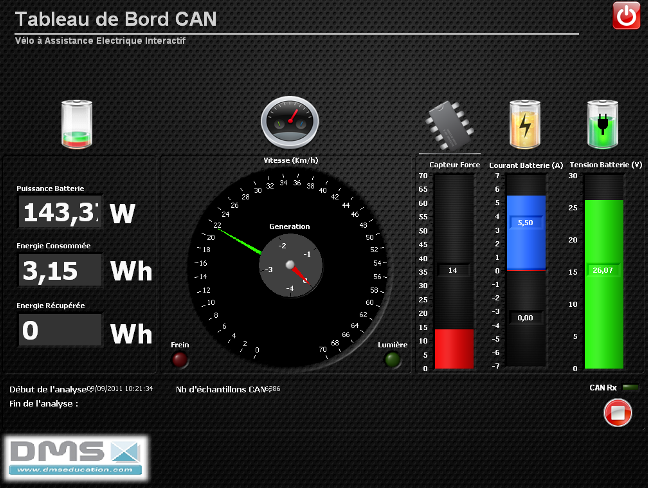 Tableau de Bord CAN
Vélo à Assistance Electrique Interactif
Vitesse (Km/h)
Capteur Force
Courant Batterie (A)
Tension Batterie (V)
Puissance Batterie
143,37 W
Energie Consommée
3,15 Wh
Energie Récupérée
0 Wh
0 2 4 6 8 10 12 14 16 18 20 22 24 26 28 30 32 34 36 38 40 42 44 46 48 50 52 54 56 58 60 62 64 66 68 70
Generation
-4 -3 -2 -1
Frein
Lumière
70 65 60 55 50 45 40 35 30 25 20 15 10 5 0
14
7 6 5 4 3 2 1 0 -1 -2 -3 -4 -5 -6 -7
5,50
0,00
30 25 20 15 10 5 0
26,07
Début de l'analyse 09/09/2011 10:21:34
Nb d'échantillons CAN
Fin de l'analyse :
CAN Rx
DMS
www.dmseducation.com